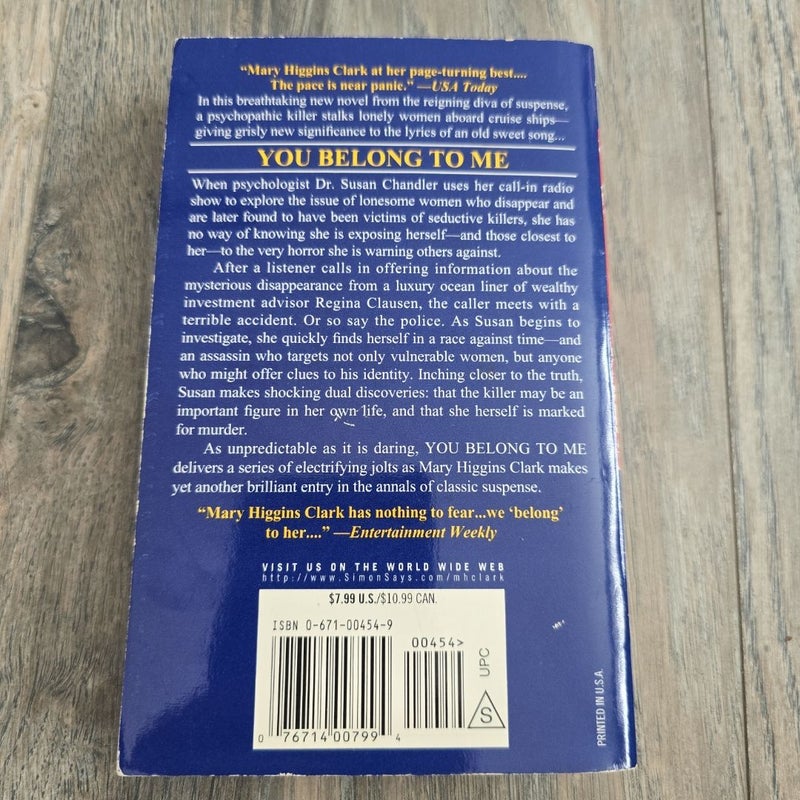 “Mary Higgins Clark at her page-turning best....
The pace is near panic.” —USA Today
In this breathtaking new novel from the reigning diva of suspense,
a psychopathic killer stalks lonely women aboard cruise ships—
giving grisly new significance to the lyrics of an old sweet song...
YOU BELONG TO ME
When psychologist Dr. Susan Chandler uses her call-in radio
show to explore the issue of lonesome women who disappear and
are later found to have been victims of seductive killers, she has
no way of knowing she is exposing herself—and those closest to
her—to the very horror she is warning others against.
After a listener calls in offering information about the
mysterious disappearance from a luxury ocean liner of wealthy
investment advisor Regina Clausen, the caller meets with a
terrible accident. Or so say the police. As Susan begins to
investigate, she quickly finds herself in a race against time—and
an assassin who targets not only vulnerable women, but anyone
who might offer clues to his identity. Inching closer to the truth,
Susan makes shocking dual discoveries: that the killer may be an
important figure in her own life, and that she herself is marked
for murder.
As unpredictable as it is daring, YOU BELONG TO ME
delivers a series of electrifying jolts as Mary Higgins Clark makes
yet another brilliant entry in the annals of classic suspense.
“Mary Higgins Clark has nothing to fear...we ‘belong’
to her....” —Entertainment Weekly
VISIT US ON THE WORLD WIDE WEB
http://www.SimonSays.com/mhclark
$7.99 U.S./$10.99 CAN.
ISBN 0-671-00454-9
00454>
UPC
S
0 76714 00799 4
PRINTED IN U.S.A.